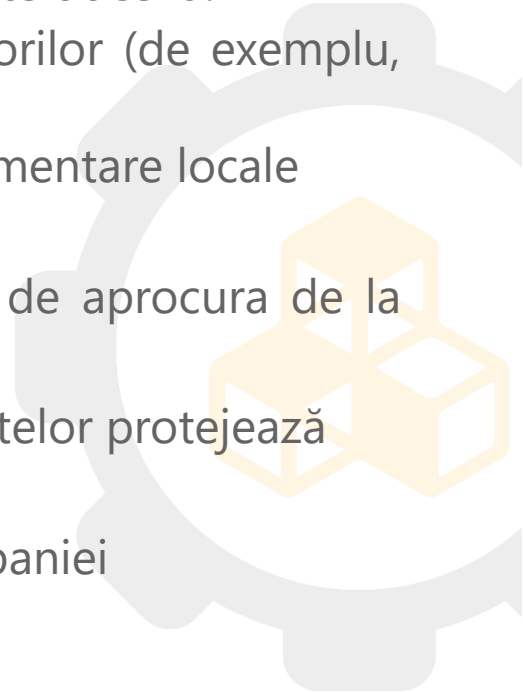 orilor (de exemplu,
mentare locale
de aprocura de la
telor protejează
paniei